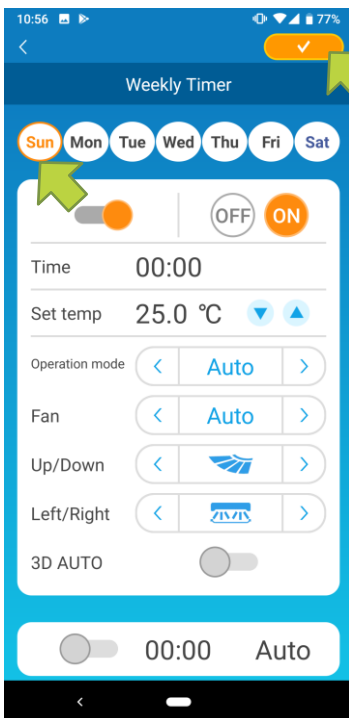 10:56 77%
Weekly Timer
Sun Mon Tue Wed Thu Fri Sat
OFF ON
Time 00:00
Set temp 25.0 ℃
Operation mode Auto
Fan Auto
Up/Down
Left/Right
3D AUTO
00:00 Auto